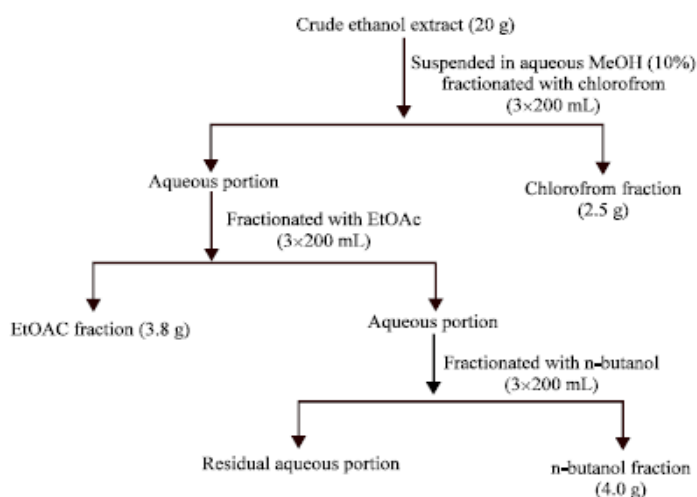 Crude ethanol extract (20 g)
Suspended in aqueous MeOH (10%)
fractionated with chlorofrom
(3×200 mL)
Aqueous portion
Chlorofrom fraction
(2.5 g)
Fractionated with EtOAc
(3×200 mL)
EtOAC fraction (3.8 g)
Aqueous portion
Fractionated with n-butanol
(3×200 mL)
Residual aqueous portion
n-butanol fraction
(4.0 g)